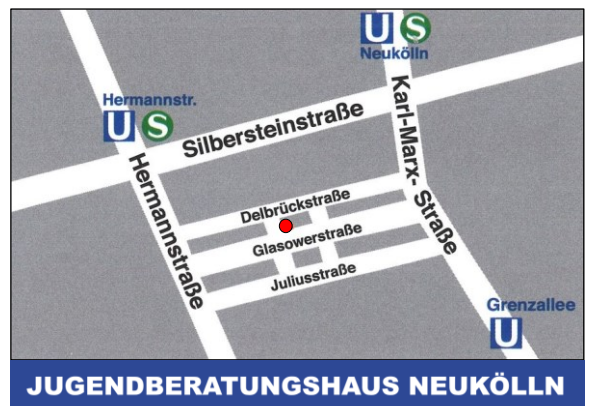 U S
Neukölln
Hermannstr.
U S
Silbersteinstraße
Karl-Marx-Straße
Hermannstraße
Delbrückstraße
Glasowerstraße
Juliusstraße
Grenzallee
U
JUGENDBERATUNGSHAUS NEUKÖLLN